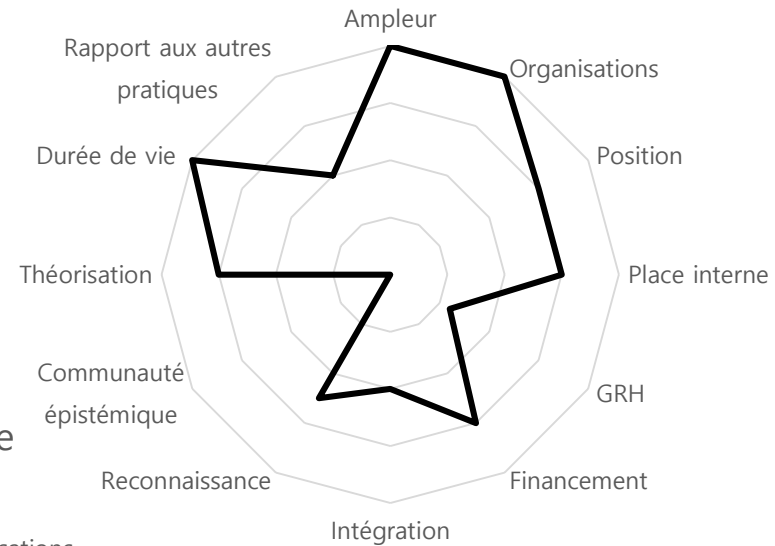 Ampleur
Rapport aux autres
pratiques
Organisations
Durée de vie
Position
Théorisation
Place interne
Communauté
épistémique
GRH
Reconnaissance
Financement
Intégration